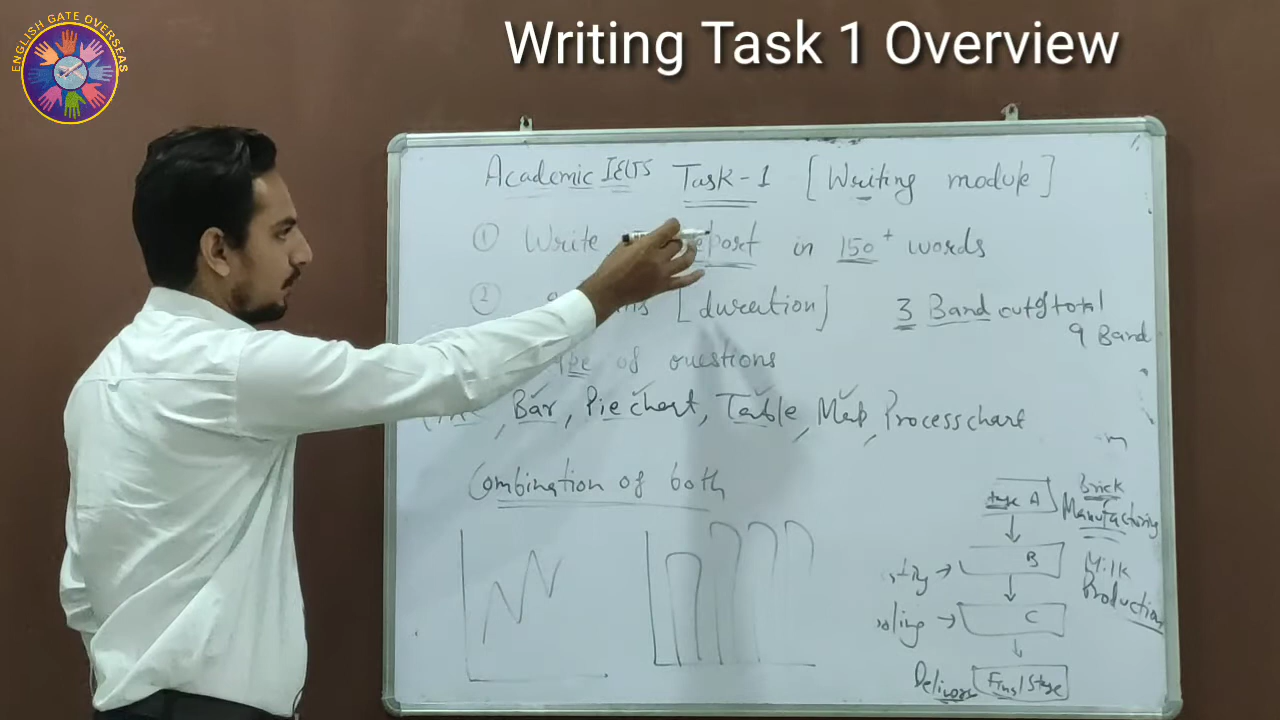 ENGLISH GATE OVERSEAS
Writing Task 1 Overview
Academic IELTS Task-1 [Writing module]
① Write report in 150+ words
② [duration] 3 Band out of total
9 Band
of questions
Bar, Pie chart, Table, Map, Process chart
Combination of both
Stage A
Brick
Manufacturing
B
Milk
Production
C
Delivery
Final Stage